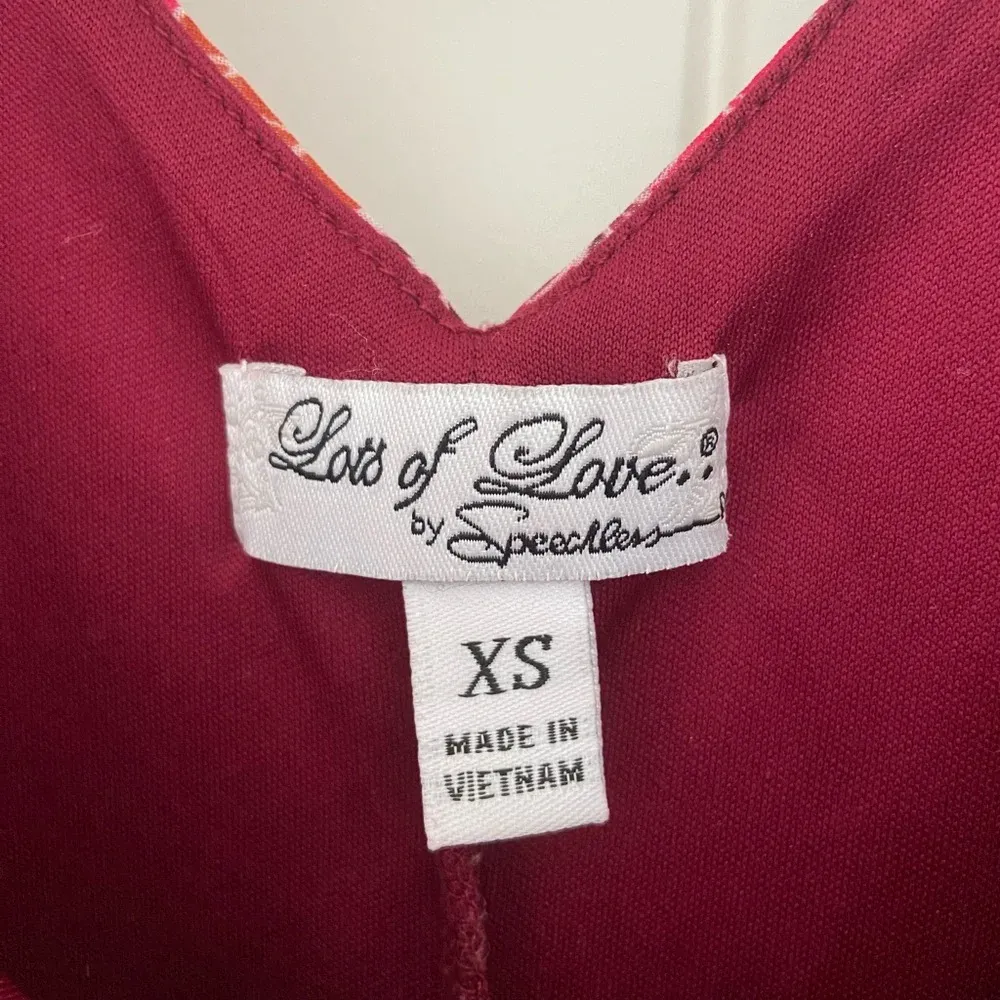 Lots of Love..®
by Speechless
XS
MADE IN
VIETNAM